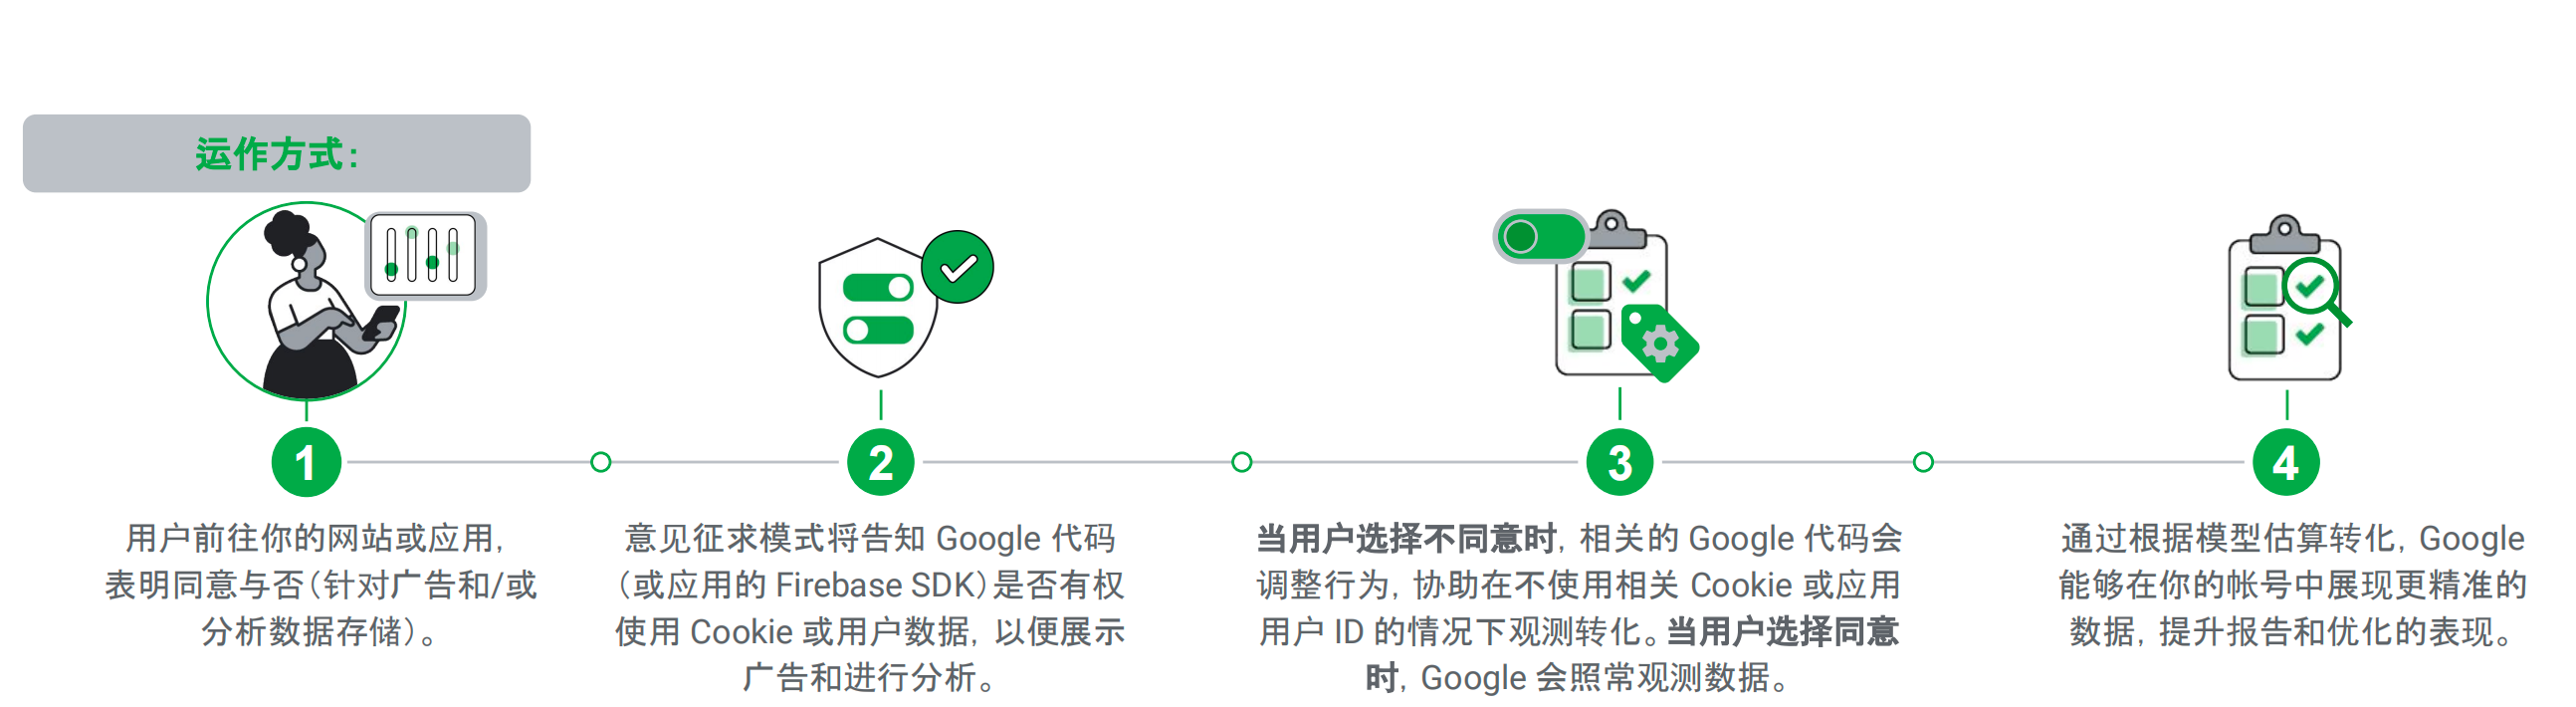 运作方式：
1
用户前往你的网站或应用，
表明同意与否（针对广告和/或
分析数据存储）。
2
意见征求模式将告知 Google 代码
（或应用的 Firebase SDK）是否有权
使用 Cookie 或用户数据，以便展示
广告和进行分析。
3
当用户选择不同意时，相关的 Google 代码会
调整行为，协助在不使用相关 Cookie 或应用
用户 ID 的情况下观测转化。当用户选择同意
时，Google 会照常观测数据。
4
通过根据模型估算转化，Google
能够在你的帐号中展现更精准的
数据，提升报告和优化的表现。